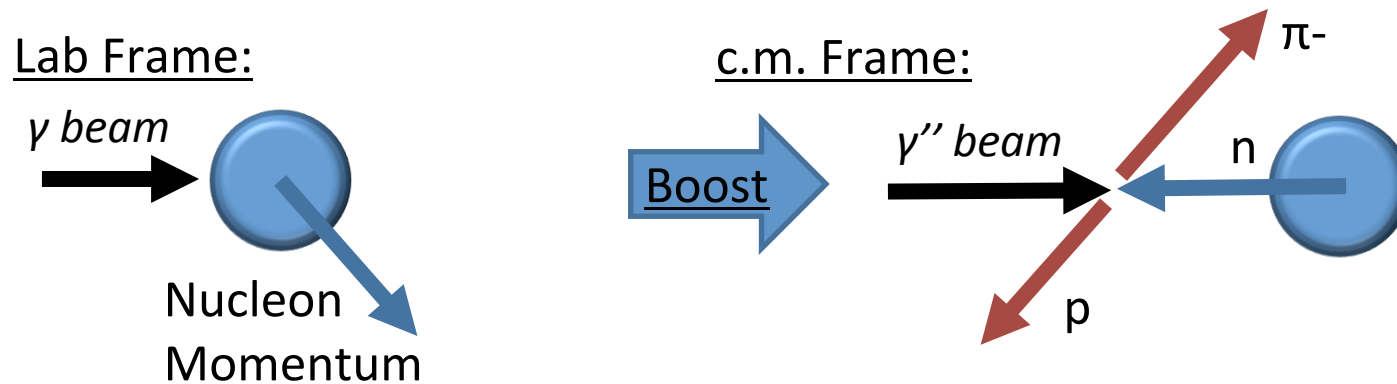 Lab Frame:
γ beam
Nucleon
Momentum
Boost
c.m. Frame:
γ’’ beam
π-
n
p